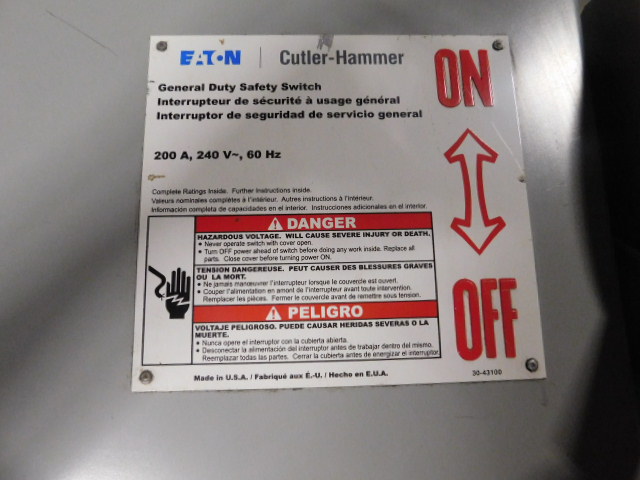 EATON | Cutler-Hammer
ON
General Duty Safety Switch
Interrupteur de sécurité à usage général
Interruptor de seguridad de servicio general
200 A, 240 V~, 60 Hz
Complete Ratings Inside. Further Instructions Inside.
Valeurs nominales complètes à l'intérieur. Autres instructions à l'intérieur.
Información completa de capacidades en el interior. Instrucciones adicionales en el interior.
DANGER
HAZARDOUS VOLTAGE. WILL CAUSE SEVERE INJURY OR DEATH.
• Never operate switch with cover open.
• Turn OFF power ahead of switch before doing any work inside. Replace all
parts. Close cover before turning power ON.
TENSION DANGEREUSE. PEUT CAUSER DES BLESSURES GRAVES
OU LA MORT.
• Ne jamais manoeuvrer l'interrupteur lorsque le couvercle est ouvert.
• Couper l'alimentation en amont de l'interrupteur avant toute intervention.
Remplacer les pièces. Fermer le couvercle avant de remettre sous tension.
PELIGRO
VOLTAJE PELIGROSO. PUEDE CAUSAR HERIDAS SEVERAS O LA
MUERTE.
• Nunca opere el interruptor con la cubierta abierta.
• Desconectar la alimentación del interruptor antes de trabajar dentro del mismo.
Reemplazar todas las partes. Cerrar la cubierta antes de energizar el interruptor
OFF
Made in U.S.A. / Fabriqué aux É.-U. / Hecho en E.U.A.
30-43100